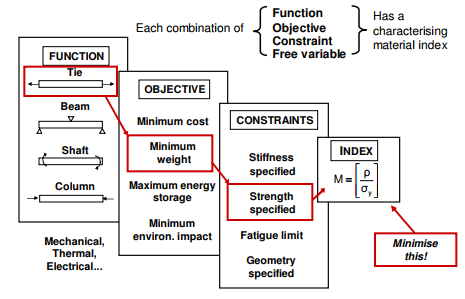 Each combination of
Function
Objective
Constraint
Free variable
Has a
characterising
material index
FUNCTION
Tie
Beam
Shaft
Column
Mechanical,
Thermal,
Electrical...
OBJECTIVE
Minimum cost
Minimum
weight
Maximum energy
storage
Minimum
environ. impact
CONSTRAINTS
Stiffness
specified
Strength
specified
Fatigue limit
Geometry
specified
INDEX
M = [ρ/σy]
Minimise
this!